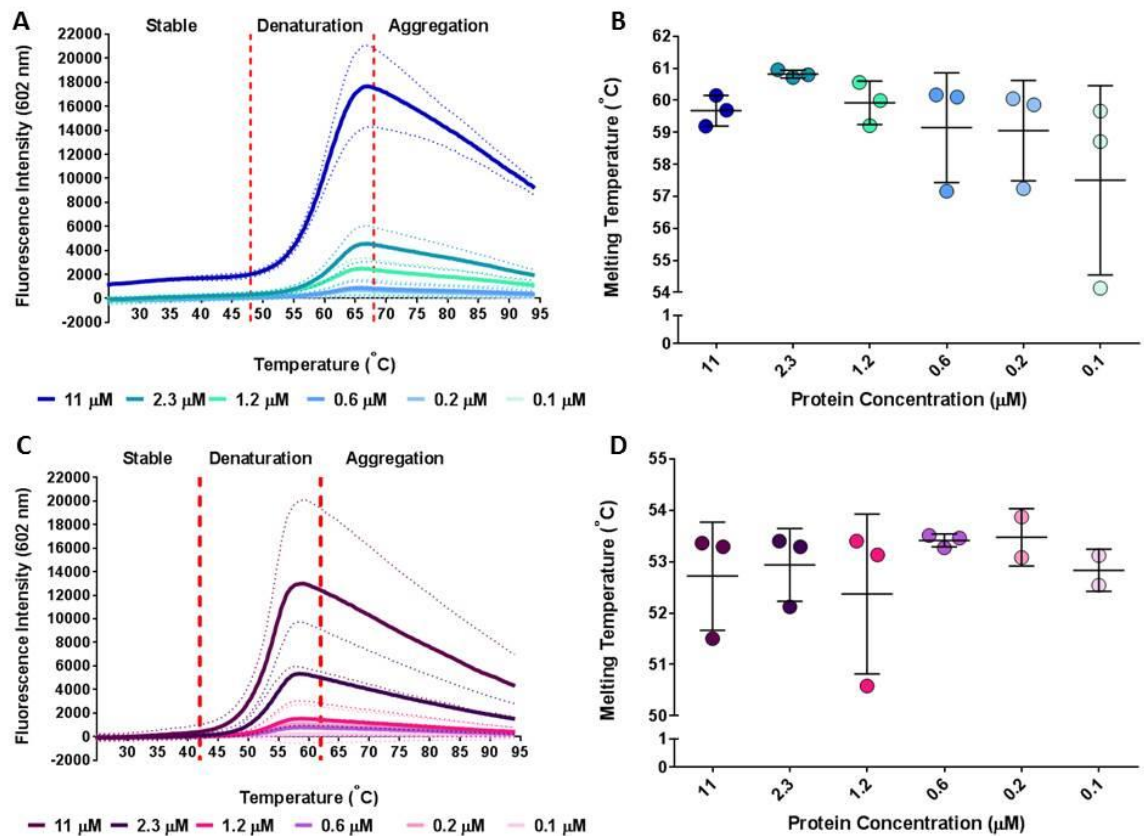 A
Stable Denaturation Aggregation
22000
20000
18000
16000
14000
12000
10000
8000
6000
4000
2000
0
-2000
Fluorescence Intensity (602 nm)
30 35 40 45 50 55 60 65 70 75 80 85 90 95
Temperature (°C)
11 μM 2.3 μM 1.2 μM 0.6 μM 0.2 μM 0.1 μM
B
62
61
60
59
58
57
55
54
1
0
Melting Temperature (°C)
11 2.3 1.2 0.6 0.2 0.1
Protein Concentration (μM)
C
Stable Denaturation Aggregation
22000
20000
18000
16000
14000
12000
10000
8000
6000
4000
2000
0
-2000
Fluorescence Intensity (602 nm)
30 35 40 45 50 55 60 65 70 75 80 85 90 95
Temperature (°C)
11 μM 2.3 μM 1.2 μM 0.6 μM 0.2 μM 0.1 μM
D
55
54
53
52
51
50
1
0
Melting Temperature (°C)
11 2.3 1.2 0.6 0.2 0.1
Protein Concentration (μM)